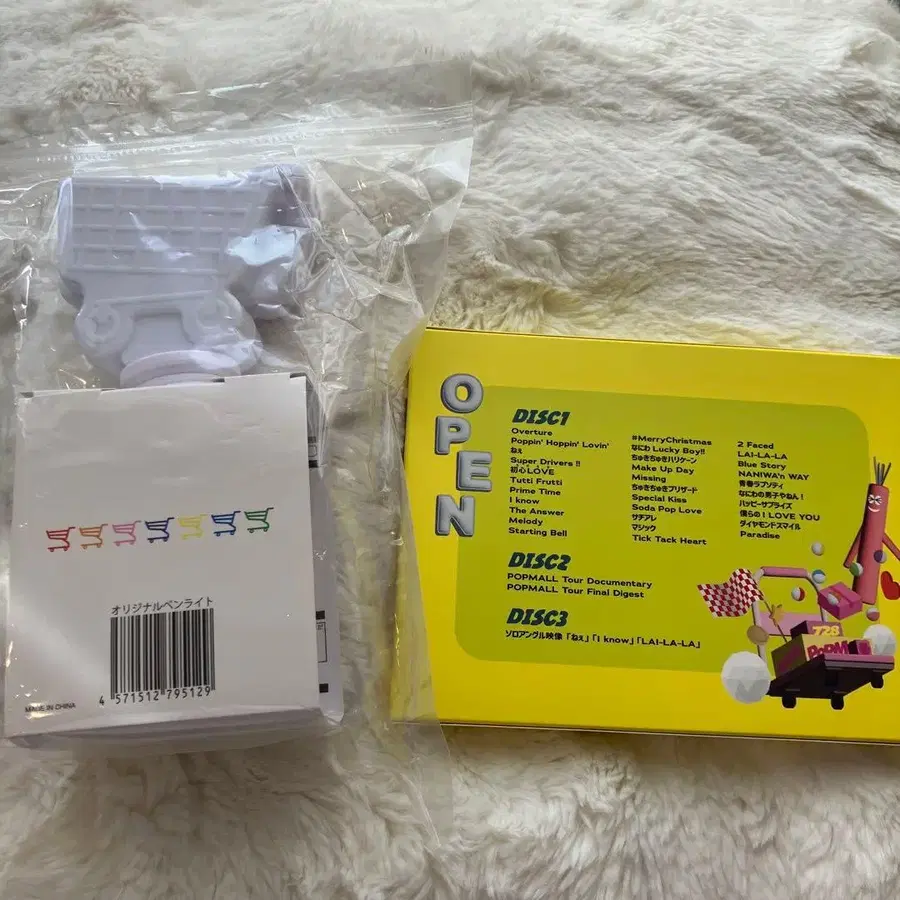 オリジナルペンライト
4 571512 795129
MADE IN CHINA
OPEN
DISC1
Overture
Poppin' Hoppin' Lovin'
ねぇ
Super Drivers !!
初心LOVE
Tutti Frutti
Prime Time
I know
The Answer
Melody
Starting Bell
#MerryChristmas
なにわ Lucky Boy!!
ちゅきちゅきハリケーン
Make Up Day
Missing
ちゅきちゅきブリザード
Special Kiss
Soda Pop Love
サチアレ
マジック
Tick Tack Heart
2 Faced
LAI-LA-LA
Blue Story
NANIWA'n WAY
青春ラプソディ
なにわの男子やねん!
ハッピーサプライズ
僕らの I LOVE YOU
ダイヤモンドスマイル
Paradise
DISC2
POPMALL Tour Documentary
POPMALL Tour Final Digest
DISC3
ソロアングル映像「ねぇ」「I know」「LAI-LA-LA」
728